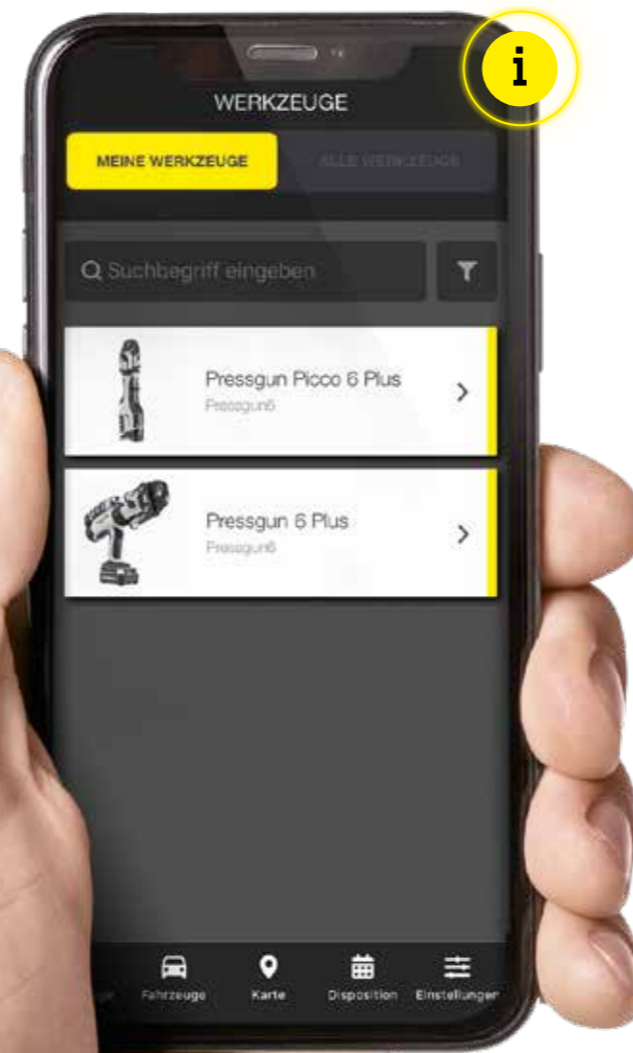 i
WERKZEUGE
MEINE WERKZEUGE
ALLE WERKZEUGE
Suchbegriff eingeben
Pressgun Picco 6 Plus
Pressgun6
Pressgun 6 Plus
Pressgun6
Fahrzeuge
Karte
Disposition
Einstellungen